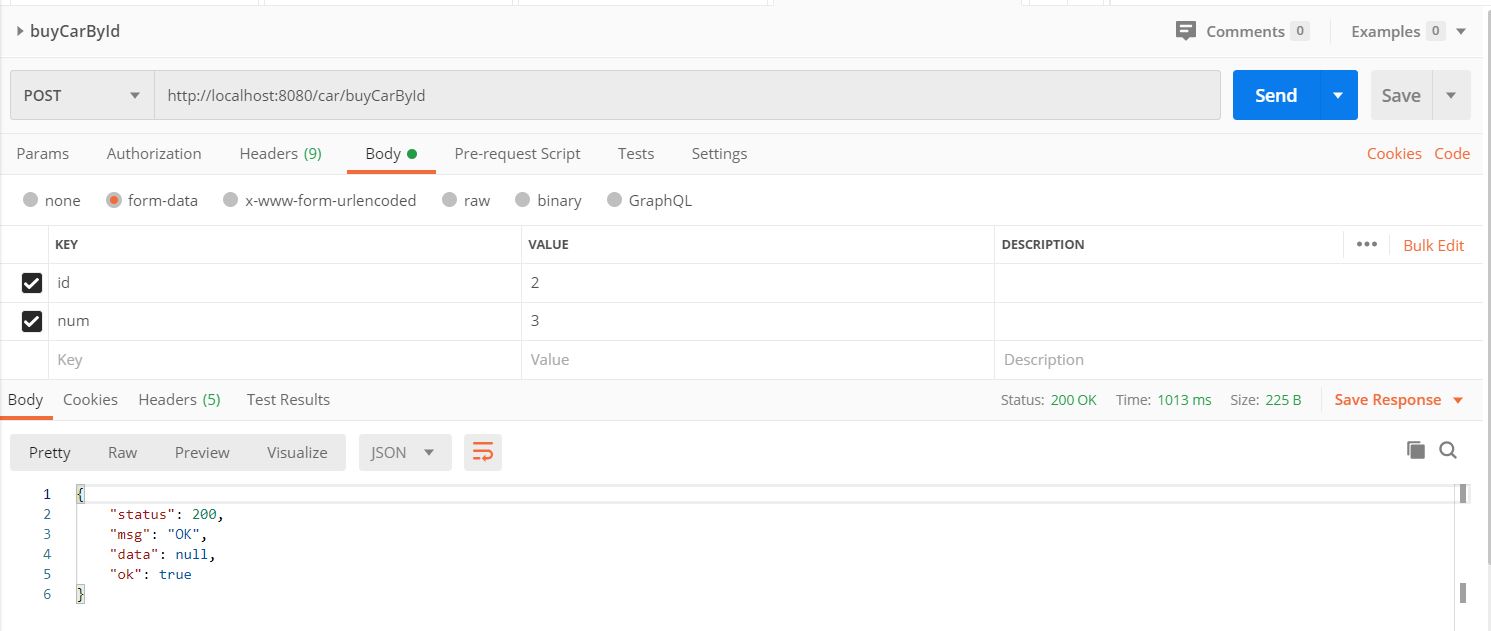 buyCarById Comments 0 Examples 0
POST http://localhost:8080/car/buyCarById Send Save
Params Authorization Headers (9) Body Pre-request Script Tests Settings Cookies Code
none form-data x-www-form-urlencoded raw binary GraphQL
KEY VALUE DESCRIPTION ••• Bulk Edit
id 2
num 3
Key Value Description
Body Cookies Headers (5) Test Results Status: 200 OK Time: 1013 ms Size: 225 B Save Response
Pretty Raw Preview Visualize JSON
1 {
2 "status": 200,
3 "msg": "OK",
4 "data": null,
5 "ok": true
6 }